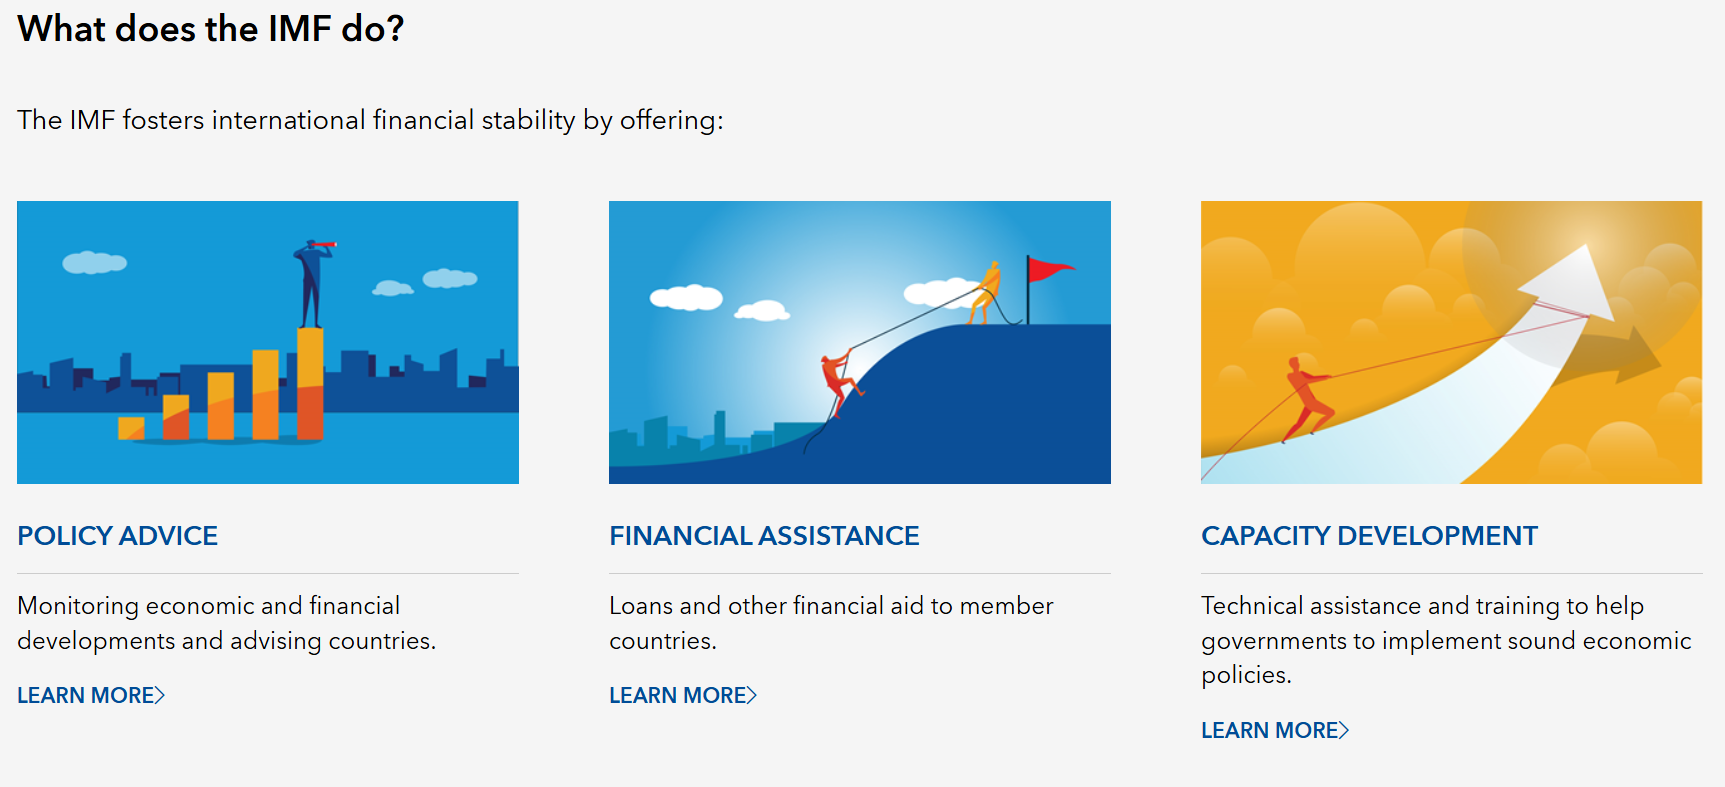 What does the IMF do?
The IMF fosters international financial stability by offering:
POLICY ADVICE
Monitoring economic and financial
developments and advising countries.
LEARN MORE
FINANCIAL ASSISTANCE
Loans and other financial aid to member
countries.
LEARN MORE
CAPACITY DEVELOPMENT
Technical assistance and training to help
governments to implement sound economic
policies.
LEARN MORE